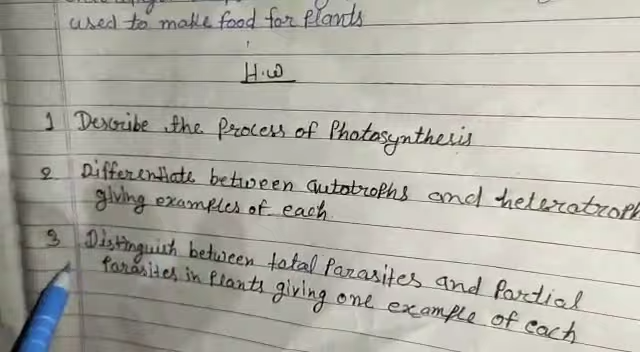 used to make food for Plants
H.W
1 Describe the Process of Photosynthesis
2 Differentiate between autotrophs and heterotroph
giving examples of each.
3 Distinguish between total Parasites and Partial
Parasites in Plants giving one example of each